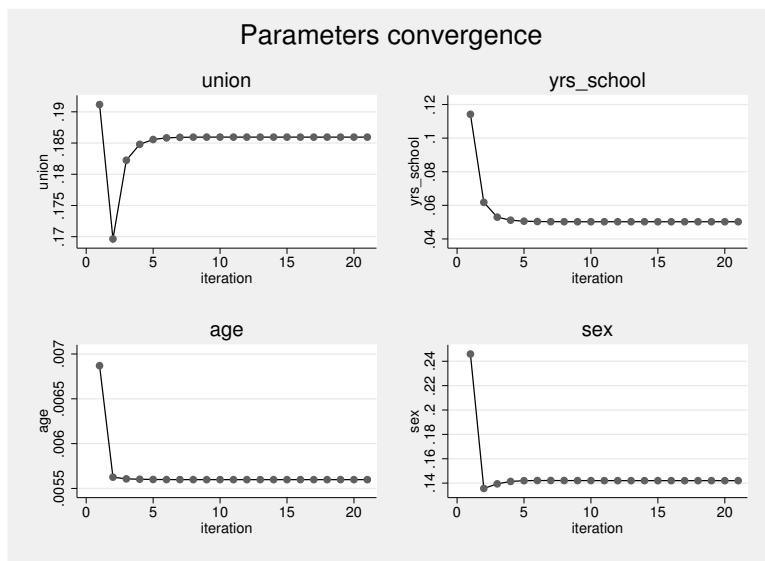 Parameters convergence
union
.19
.185
.18
.175
.17
union
0 5 10 15 20
iteration
yrs_school
.12
.1
.08
.06
.04
yrs_school
0 5 10 15 20
iteration
age
.007
.0065
.006
.0055
age
0 5 10 15 20
iteration
sex
.24
.22
.2
.18
.16
.14
sex
0 5 10 15 20
iteration